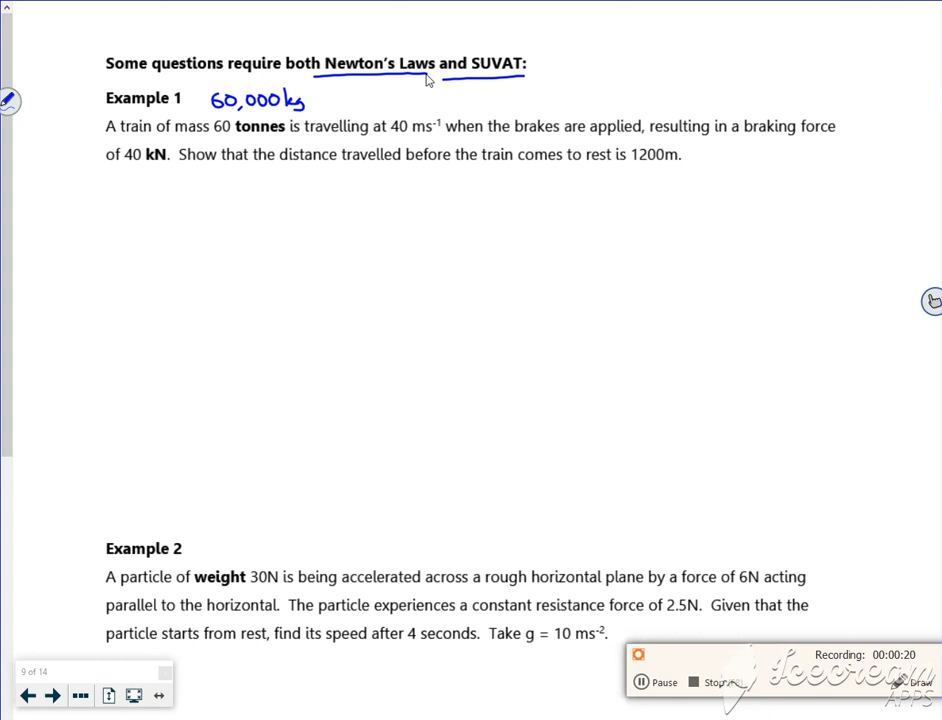 Some questions require both Newton's Laws and SUVAT:
Example 1 60,000kg
A train of mass 60 tonnes is travelling at 40 ms⁻¹ when the brakes are applied, resulting in a braking force
of 40 kN. Show that the distance travelled before the train comes to rest is 1200m.
Example 2
A particle of weight 30N is being accelerated across a rough horizontal plane by a force of 6N acting
parallel to the horizontal. The particle experiences a constant resistance force of 2.5N. Given that the
particle starts from rest, find its speed after 4 seconds. Take g = 10 ms⁻².
Recording: 00:00:20
9 of 14
Pause Stop Draw
Icecream
APPS